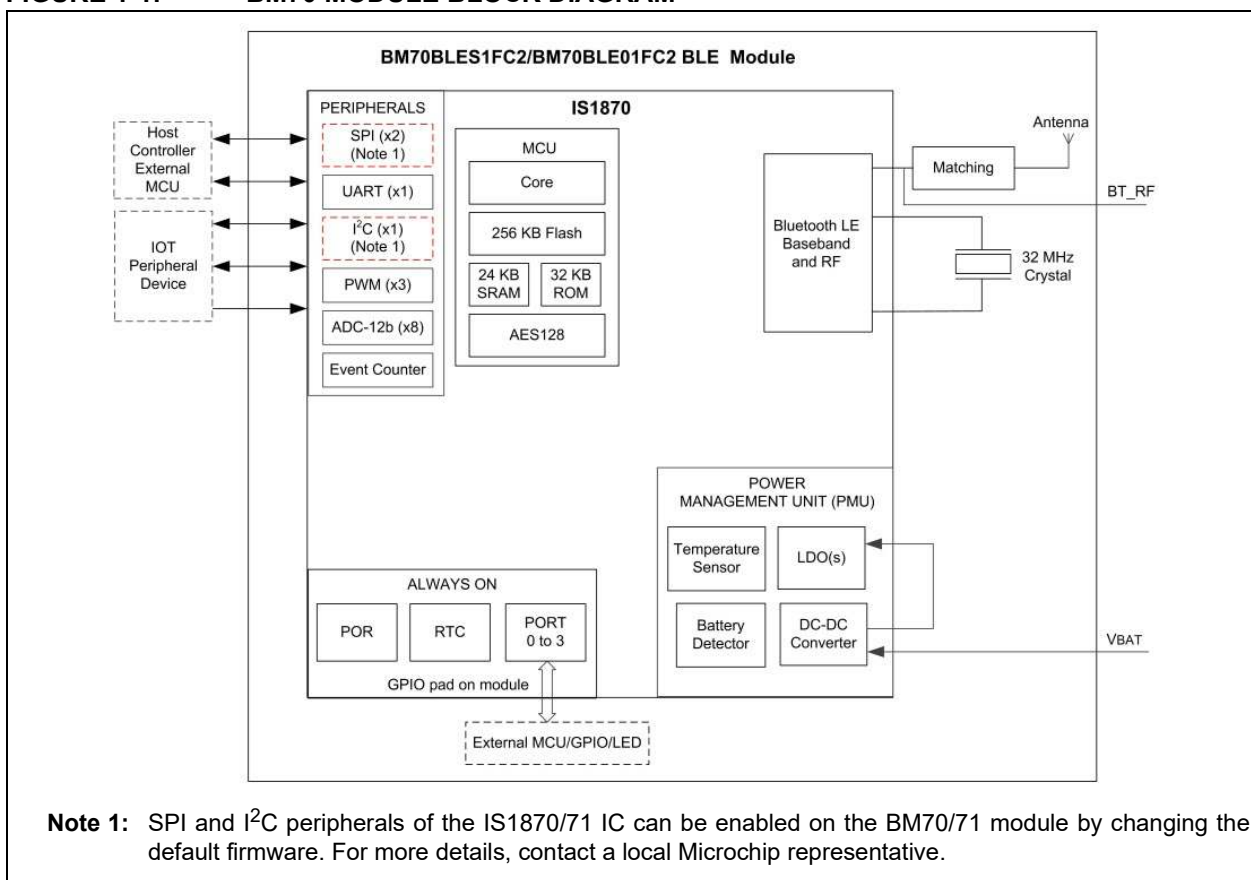 BM70BLES1FC2/BM70BLE01FC2 BLE Module
IS1870
PERIPHERALS
SPI (x2)
(Note 1)
UART (x1)
I²C (x1)
(Note 1)
PWM (x3)
ADC-12b (x8)
Event Counter
Host
Controller
External
MCU
IOT
Peripheral
Device
MCU
Core
256 KB Flash
24 KB
SRAM
32 KB
ROM
AES128
Bluetooth LE
Baseband
and RF
Matching
Antenna
BT_RF
32 MHz
Crystal
POWER
MANAGEMENT UNIT (PMU)
Temperature
Sensor
LDO(s)
Battery
Detector
DC-DC
Converter
VBAT
ALWAYS ON
POR
RTC
PORT
0 to 3
GPIO pad on module
External MCU/GPIO/LED
Note 1: SPI and I²C peripherals of the IS1870/71 IC can be enabled on the BM70/71 module by changing the
default firmware. For more details, contact a local Microchip representative.